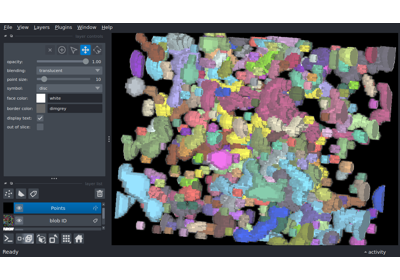 File View Layers Plugins Window Help
opacity: 1.00
blending: translucent
point size: 10
symbol: disc
face color: white
border color: dimgrey
display text: ✓
out of slice:
Points
blob ID
Ready
activity